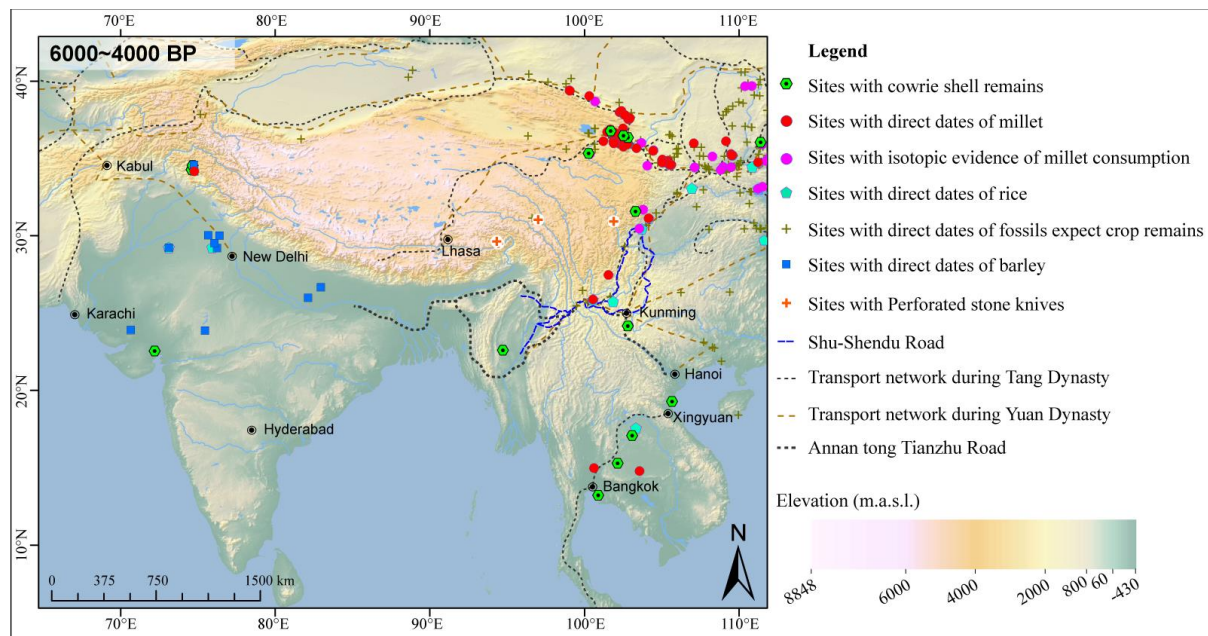 70°E 80°E 90°E 100°E 110°E
6000~4000 BP
40°N
30°N
20°N
10°N
Kabul
Lhasa
New Delhi
Karachi
Kunming
Hanoi
Xingyuan
Hyderabad
Bangkok
N
0 375 750 1500 km
70°E 80°E 90°E 100°E 110°E
Legend
Sites with cowrie shell remains
Sites with direct dates of millet
Sites with isotopic evidence of millet consumption
Sites with direct dates of rice
Sites with direct dates of fossils expect crop remains
Sites with direct dates of barley
Sites with Perforated stone knives
Shu-Shendu Road
Transport network during Tang Dynasty
Transport network during Yuan Dynasty
Annan tong Tianzhu Road
Elevation (m.a.s.l.)
8848 6000 4000 2000 800 60 -430